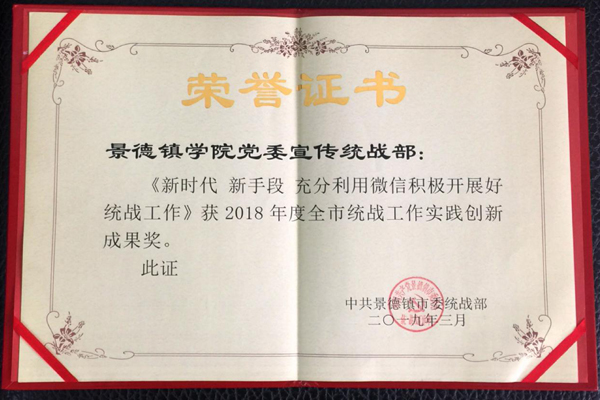 荣誉证书
景德镇学院党委宣传统战部：
《新时代 新手段 充分利用微信积极开展好
统战工作》获 2018 年度全市统战工作实践创新
成果奖。
此证
中共景德镇市委统战部
二〇一九年三月